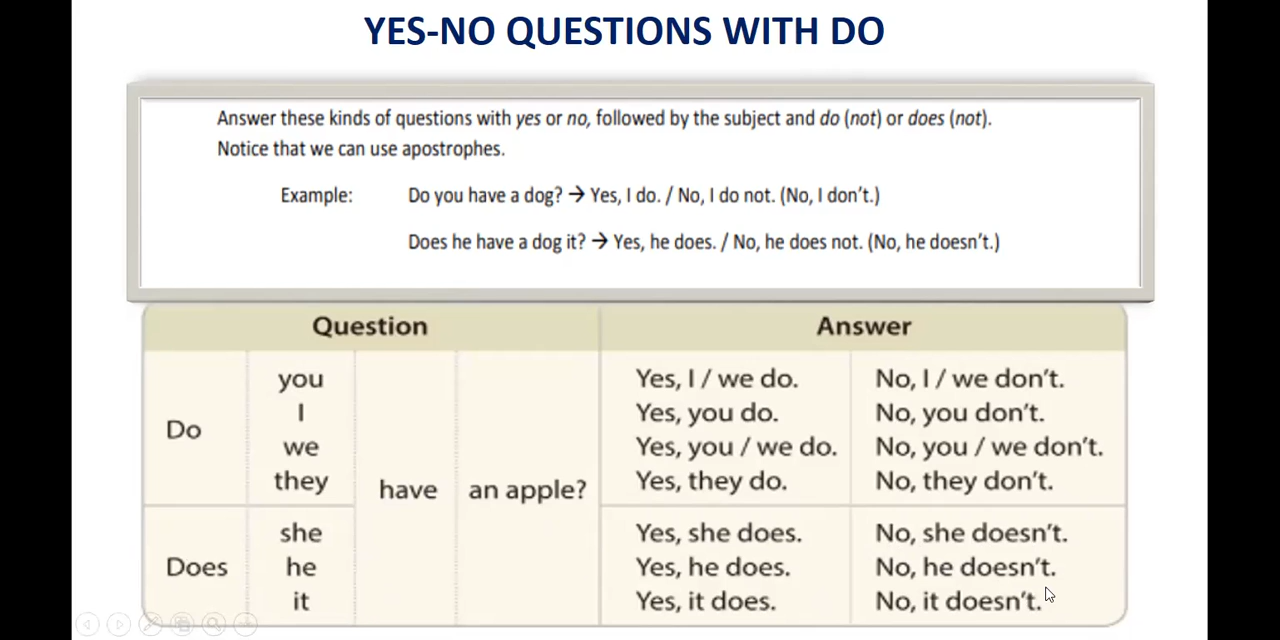 YES-NO QUESTIONS WITH DO
Answer these kinds of questions with yes or no, followed by the subject and do (not) or does (not).
Notice that we can use apostrophes.
Example: Do you have a dog? → Yes, I do. / No, I do not. (No, I don't.)
Does he have a dog it? → Yes, he does. / No, he does not. (No, he doesn't.)
Question Answer
you Yes, I / we do. No, I / we don't.
I Yes, you do. No, you don't.
Do
we Yes, you / we do. No, you / we don't.
they Yes, they do. No, they don't.
have an apple?
she Yes, she does. No, she doesn't.
Does he Yes, he does. No, he doesn't.
it Yes, it does. No, it doesn't.